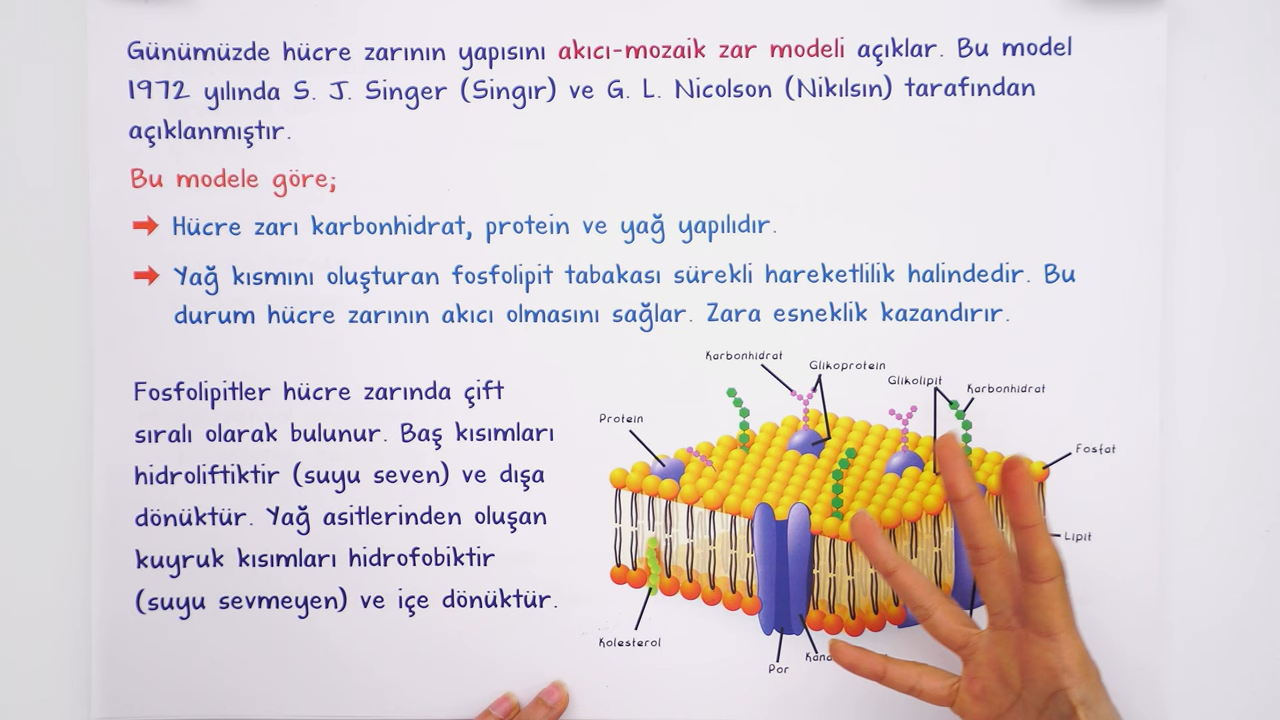 Günümüzde hücre zarının yapısını akıcı-mozaik zar modeli açıklar. Bu model
1972 yılında S. J. Singer (Singır) ve G. L. Nicolson (Nikılsın) tarafından
açıklanmıştır.
Bu modele göre;
Hücre zarı karbonhidrat, protein ve yağ yapılıdır.
Yağ kısmını oluşturan fosfolipit tabakası sürekli hareketlilik halindedir. Bu
durum hücre zarının akıcı olmasını sağlar. Zara esneklik kazandırır.
Fosfolipitler hücre zarında çift
sıralı olarak bulunur. Baş kısımları
hidroliftiktir (suyu seven) ve dışa
dönüktür. Yağ asitlerinden oluşan
kuyruk kısımları hidrofobiktir
(suyu sevmeyen) ve içe dönüktür.
Karbonhidrat
Glikoprotein
Glikolipit
Karbonhidrat
Protein
Fosfat
Lipit
Kolesterol
Por